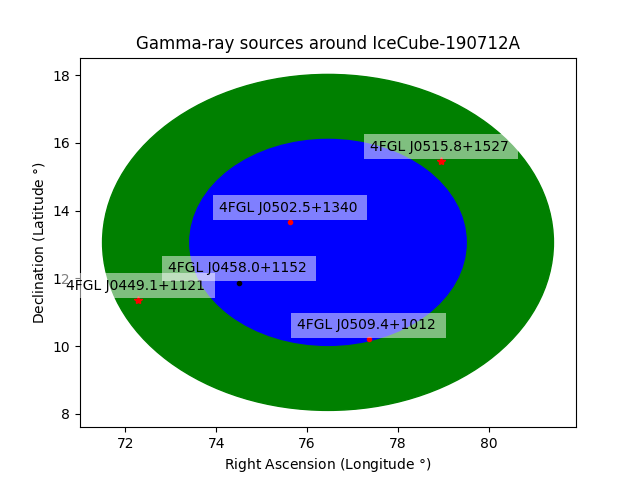 Gamma-ray sources around IceCube-190712A
18
16
14
12
10
8
Declination (Latitude °)
4FGL J0515.8+1527
4FGL J0502.5+1340
4FGL J0458.0+1152
4FGL J0449.1+1121
4FGL J0509.4+1012
72
74
76
78
80
Right Ascension (Longitude °)